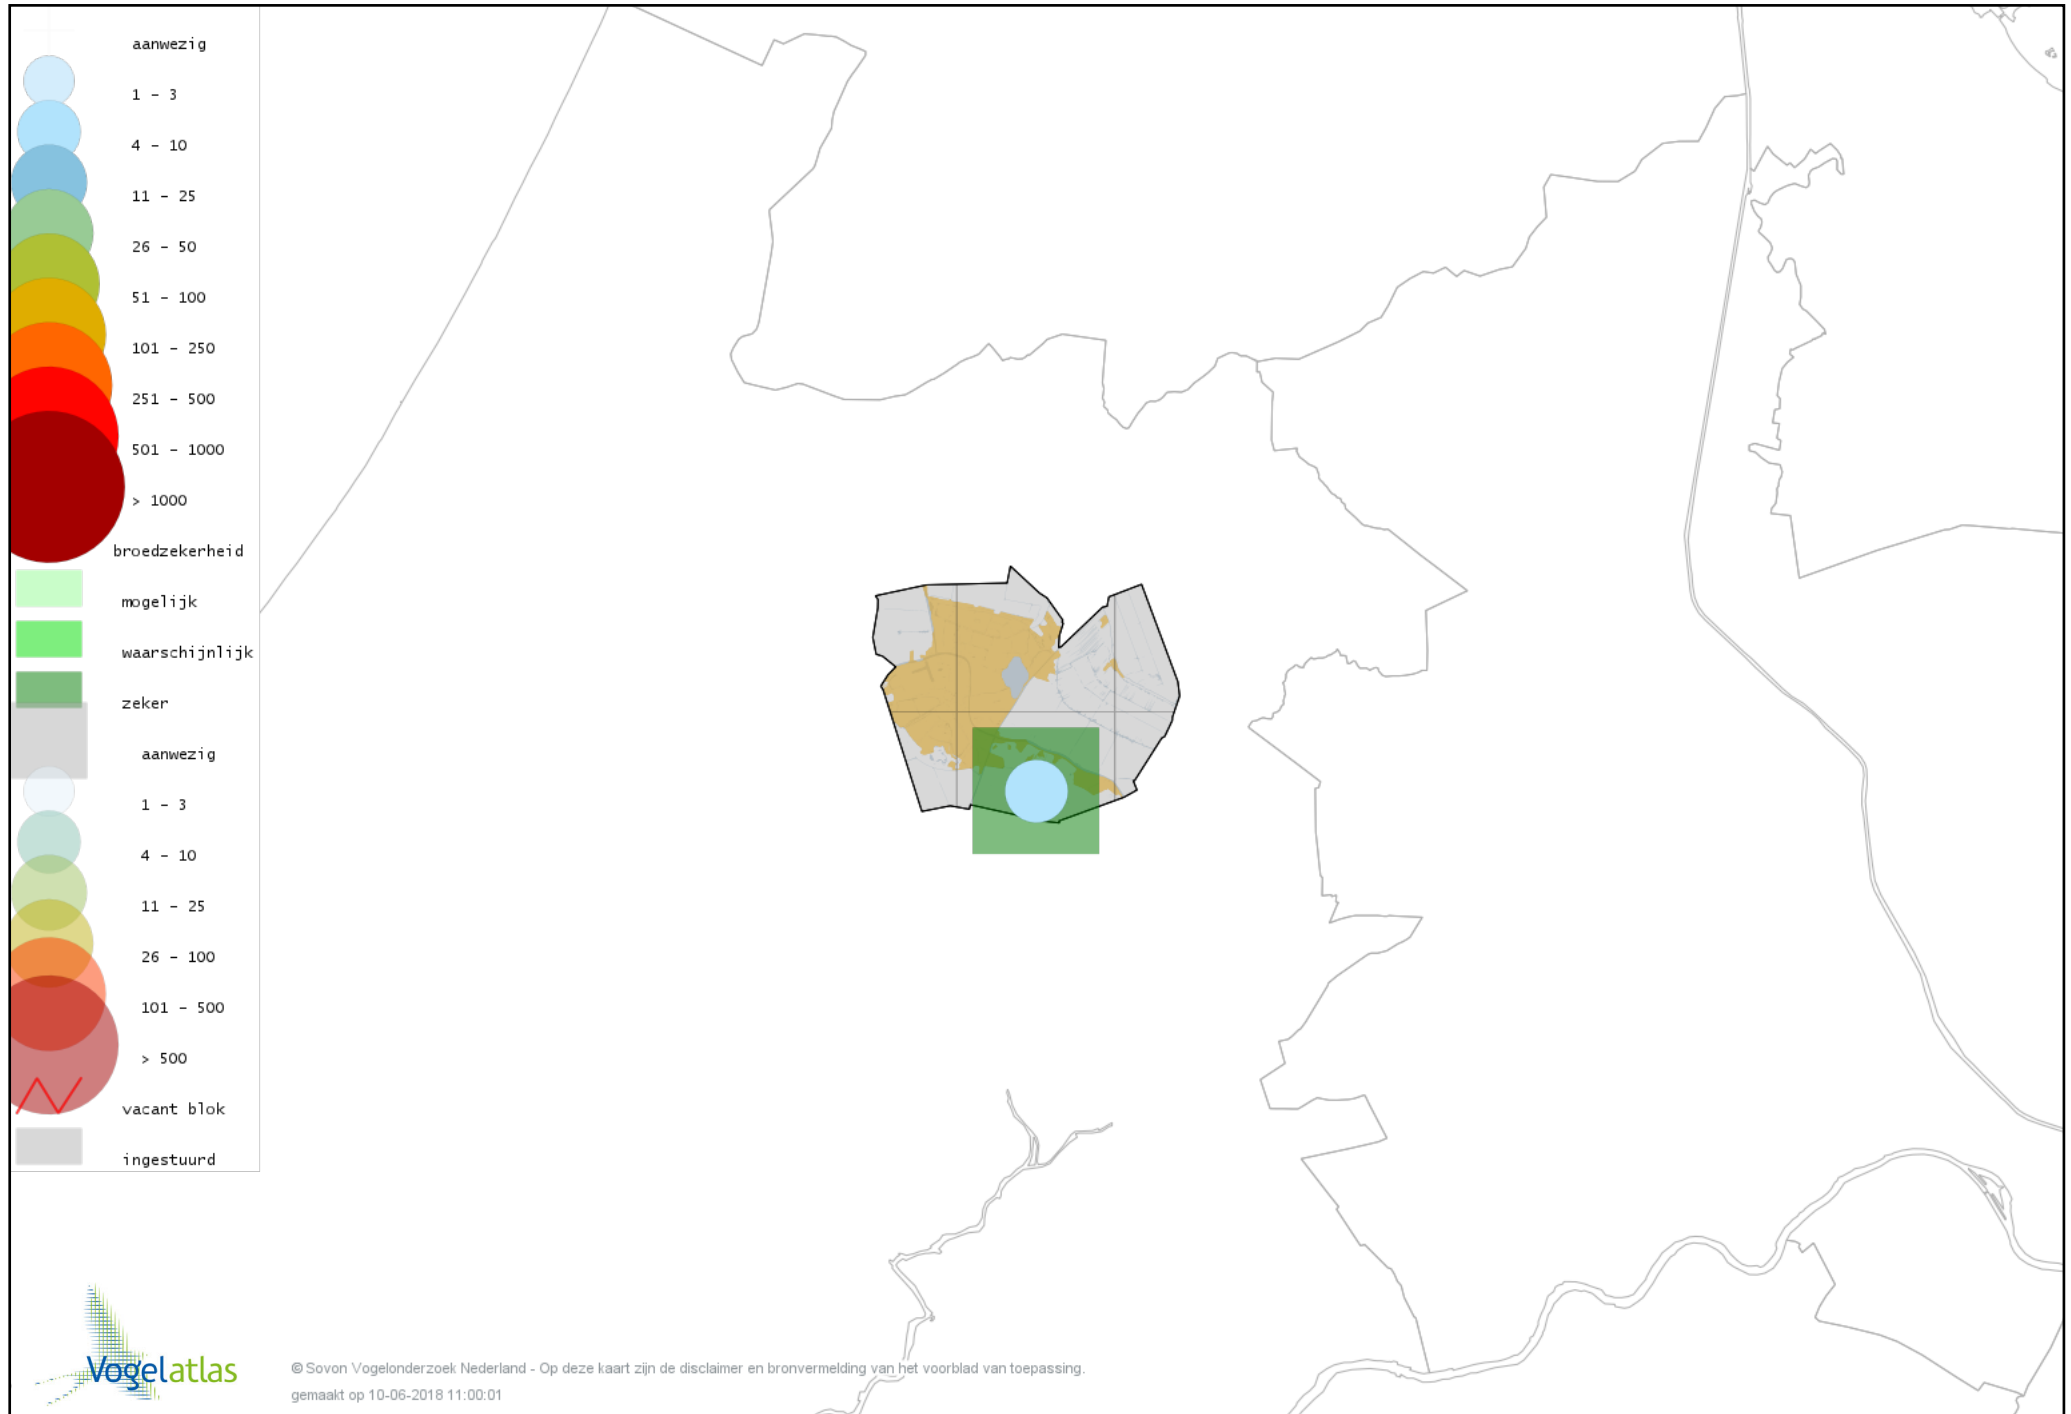 aanwezig
1 – 3
4 – 10
11 – 25
26 – 50
51 – 100
101 – 250
251 – 500
501 – 1000
> 1000
broedzekerheid
mogelijk
waarschijnlijk
zeker
aanwezig
1 – 3
4 – 10
11 – 25
26 – 100
101 – 500
> 500
vacant blok
ingestuurd
Vogelatlas
© Sovon Vogelonderzoek Nederland - Op deze kaart zijn de disclaimer en bronvermelding van het voorblad van toepassing.
gemaakt op 10-06-2018 11:00:01